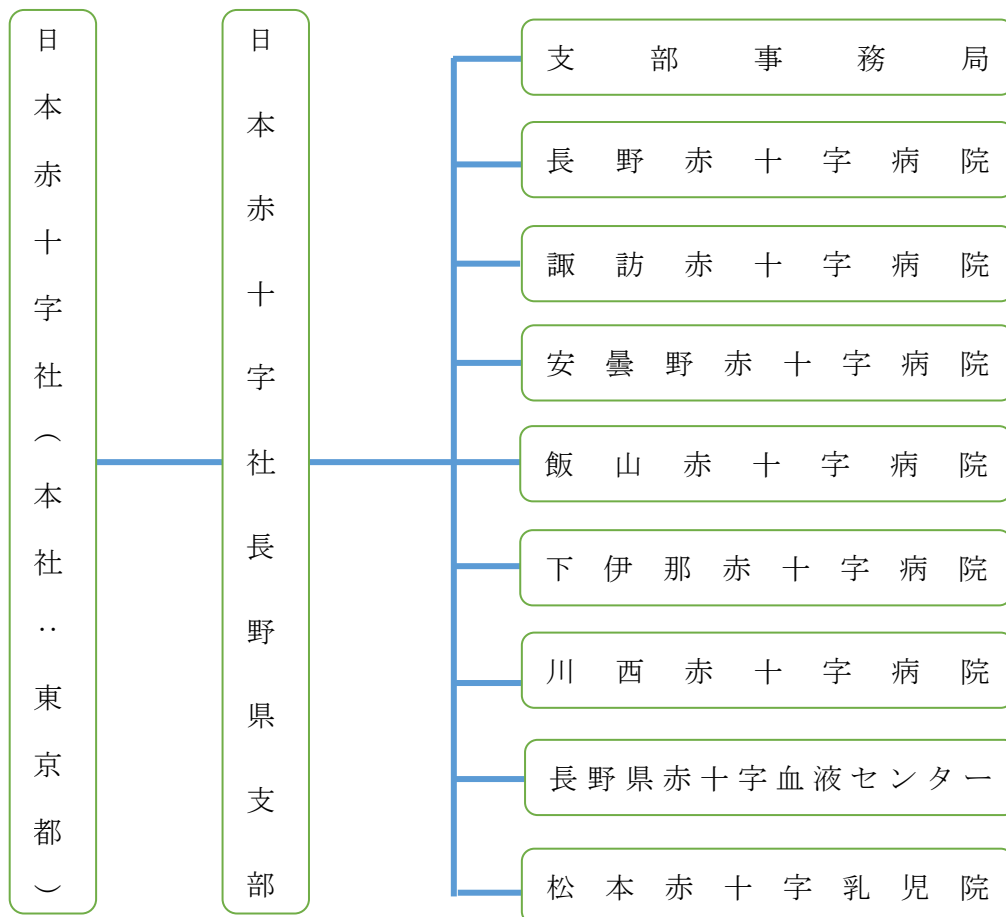 日本赤十字社(本社：東京都)
日本赤十字社長野県支部
支部事務局
長野赤十字病院
諏訪赤十字病院
安曇野赤十字病院
飯山赤十字病院
下伊那赤十字病院
川西赤十字病院
長野県赤十字血液センター
松本赤十字乳児院